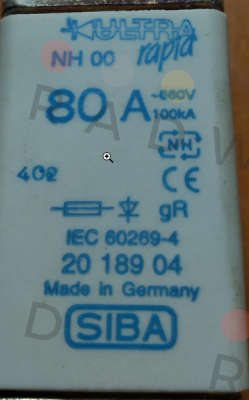 ULTRA
rapid
NH 00
80 A ~660V
100kA
NH
402 CE
gR
IEC 60269-4
20 189 04
Made in Germany
SIBA